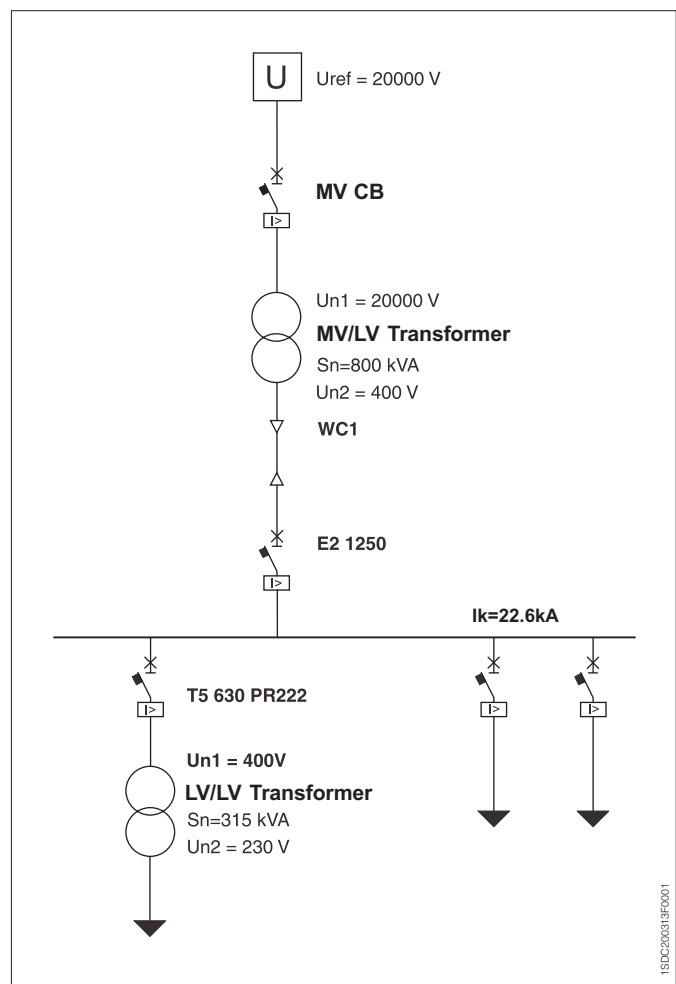 U
Uref = 20000 V
MV CB
I>
Un1 = 20000 V
MV/LV Transformer
Sn=800 kVA
Un2 = 400 V
WC1
E2 1250
I>
Ik=22.6kA
T5 630 PR222
I>
I>
I>
Un1 = 400V
LV/LV Transformer
Sn=315 kVA
Un2 = 230 V
1SDC200313F0001